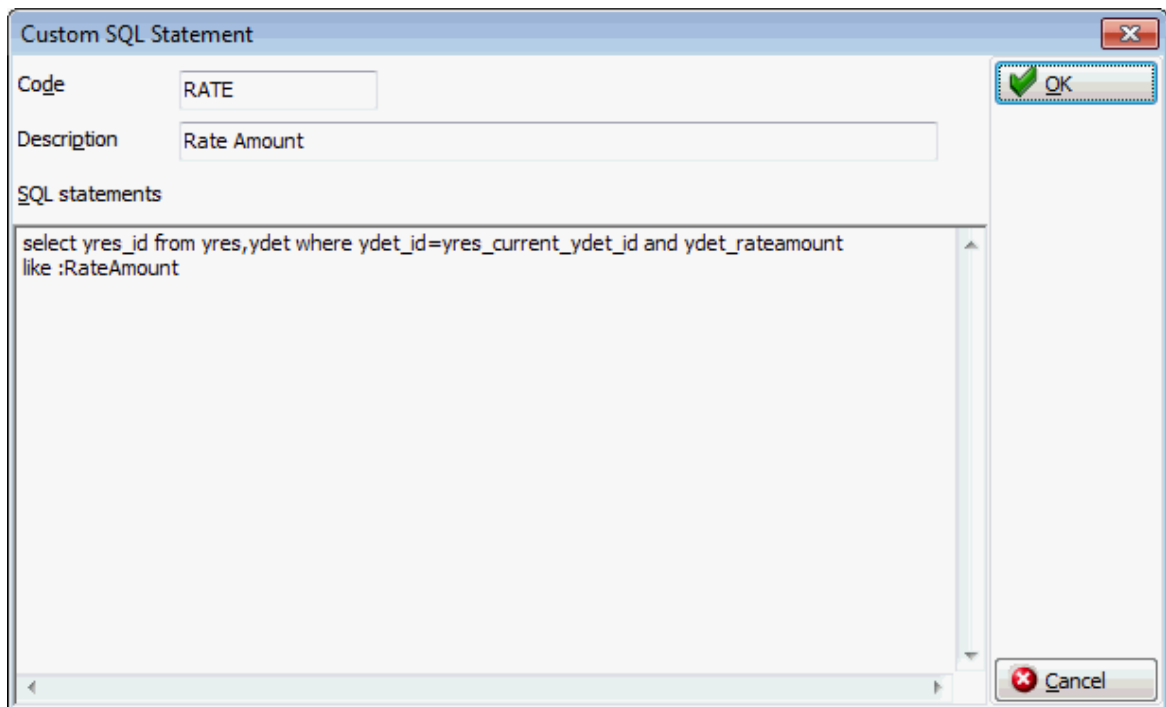 Custom SQL Statement
Code
RATE
OK
Description
Rate Amount
SQL statements
select yres_id from yres,ydet where ydet_id=yres_current_ydet_id and ydet_rateamount
like :RateAmount
Cancel